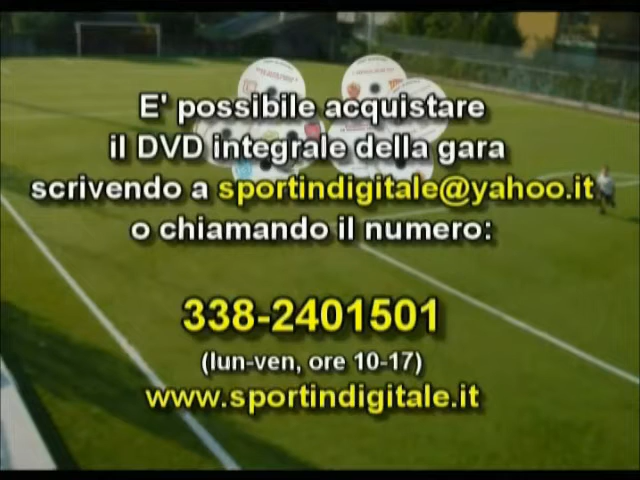 E' possibile acquistare
il DVD integrale della gara
scrivendo a sportindigitale@yahoo.it
o chiamando il numero:
338-2401501
(lun-ven, ore 10-17)
www.sportindigitale.it